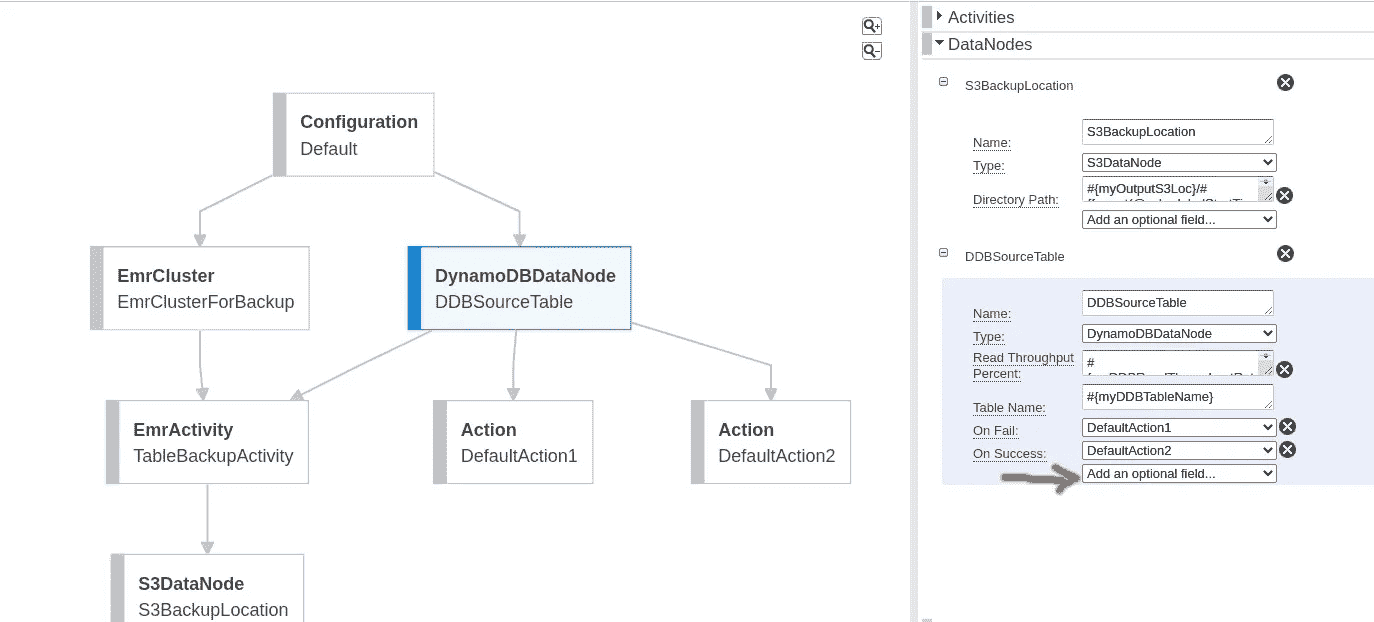 Configuration
Default
EmrCluster
EmrClusterForBackup
DynamoDBDataNode
DDBSourceTable
EmrActivity
TableBackupActivity
Action
DefaultAction1
Action
DefaultAction2
S3DataNode
S3BackupLocation
Activities
DataNodes
S3BackupLocation
Name:
S3BackupLocation
Type:
S3DataNode
Directory Path:
#{myOutputS3Loc}/#
Add an optional field...
DDBSourceTable
Name:
DDBSourceTable
Type:
DynamoDBDataNode
Read Throughput
Percent:
#
Table Name:
#{myDDBTableName}
On Fail:
DefaultAction1
On Success:
DefaultAction2
Add an optional field...